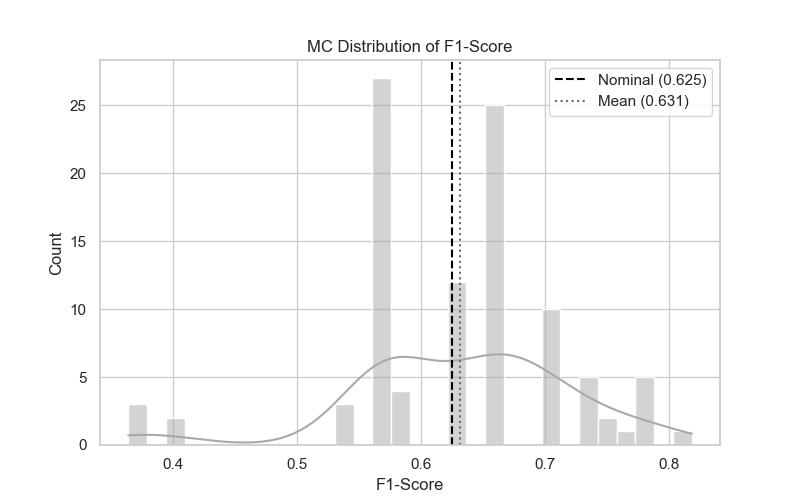 MC Distribution of F1-Score
Nominal (0.625)
Mean (0.631)
25
20
15
10
5
0
Count
0.4 0.5 0.6 0.7 0.8
F1-Score